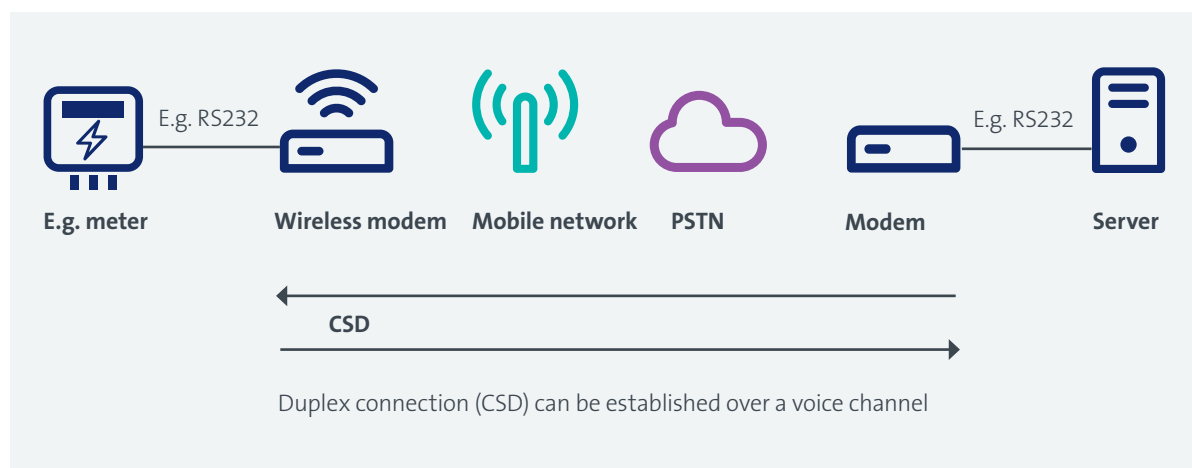 E.g. RS232
E.g. RS232
E.g. meter
Wireless modem
Mobile network
PSTN
Modem
Server
CSD
Duplex connection (CSD) can be established over a voice channel